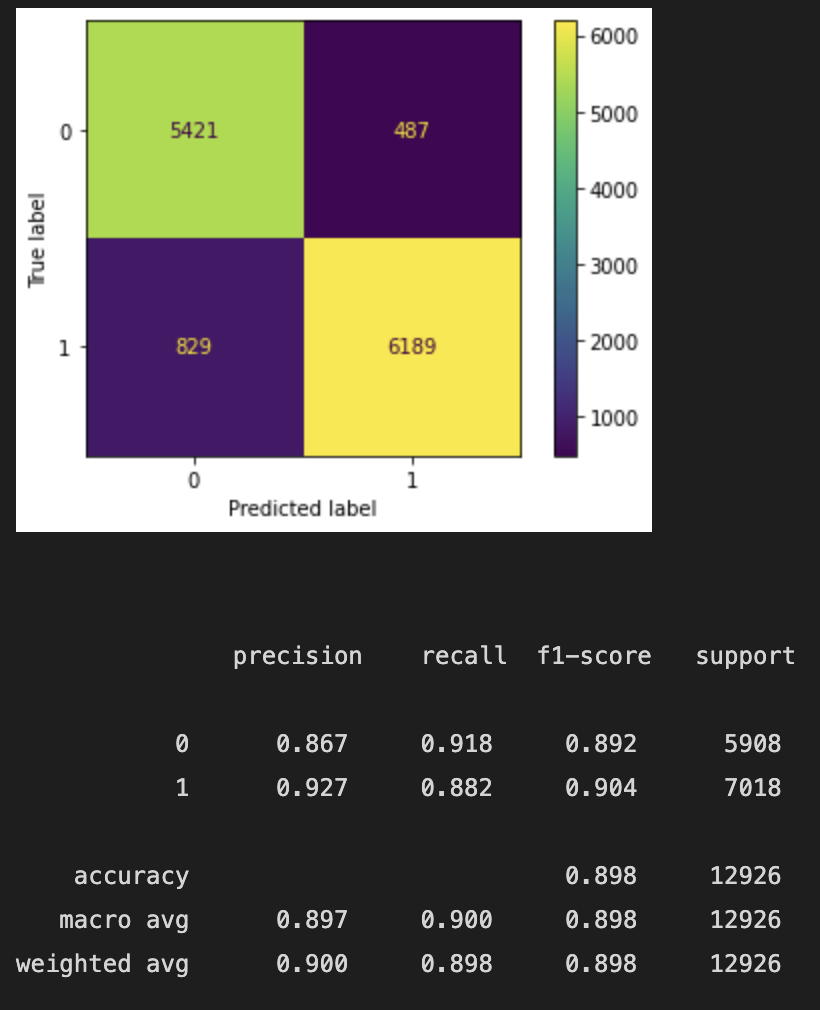 6000
0 5421 487
5000
4000
True label
3000
1 829 6189
2000
1000
0 1
Predicted label
precision recall f1-score support
0 0.867 0.918 0.892 5908
1 0.927 0.882 0.904 7018
accuracy 0.898 12926
macro avg 0.897 0.900 0.898 12926
weighted avg 0.900 0.898 0.898 12926